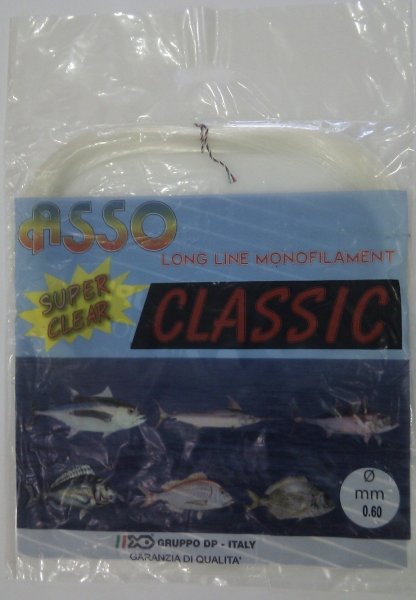 ASSO
LONG LINE MONOFILAMENT
SUPER
CLEAR
CLASSIC
Ø
mm
0.60
GRUPPO DP - ITALY
GARANZIA DI QUALITA'